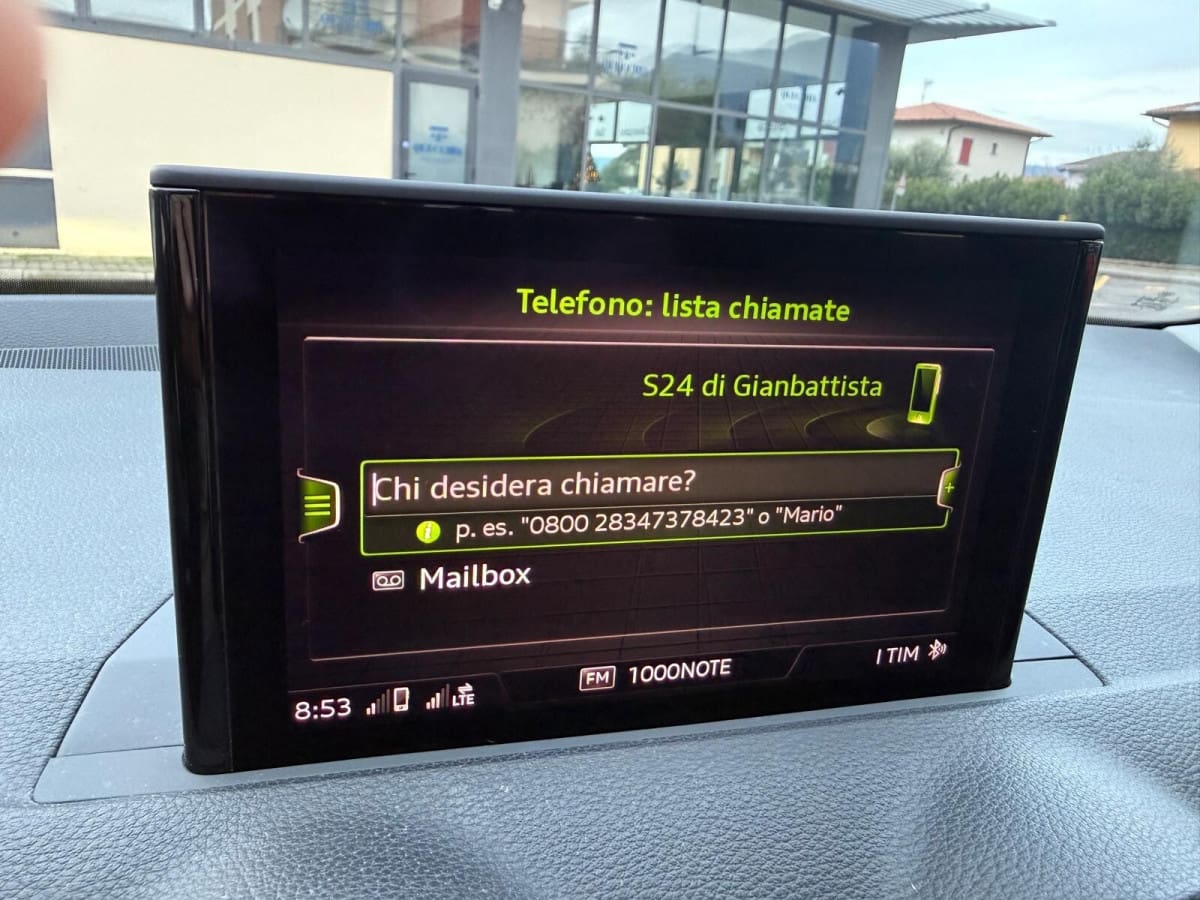 Telefono: lista chiamate
S24 di Gianbattista
Chi desidera chiamare?
p. es. "0800 28347378423" o "Mario"
Mailbox
8:53
LTE
FM 1000NOTE
I TIM